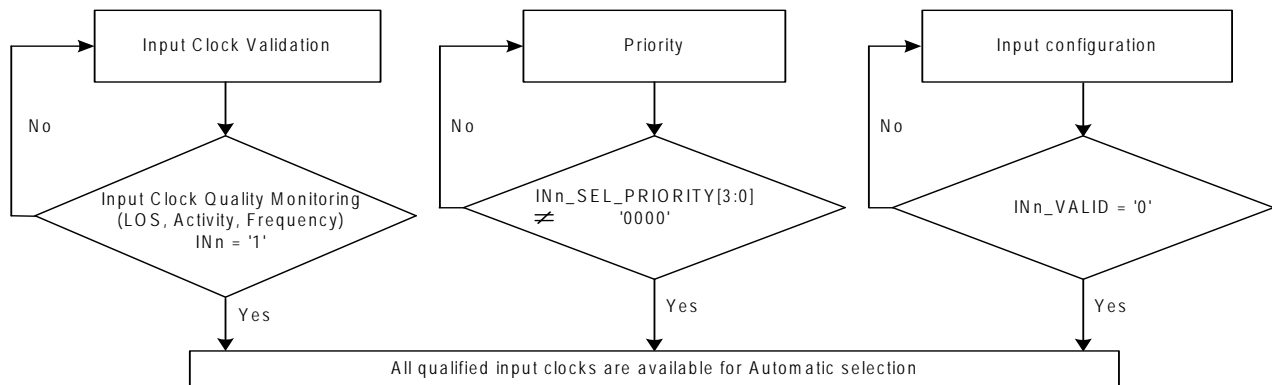 Input Clock Validation
Priority
Input configuration
No
No
No
Input Clock Quality Monitoring
(LOS, Activity, Frequency)
INn = '1'
INn_SEL_PRIORITY[3:0]
≠ '0000'
INn_VALID = '0'
Yes
Yes
Yes
All qualified input clocks are available for Automatic selection